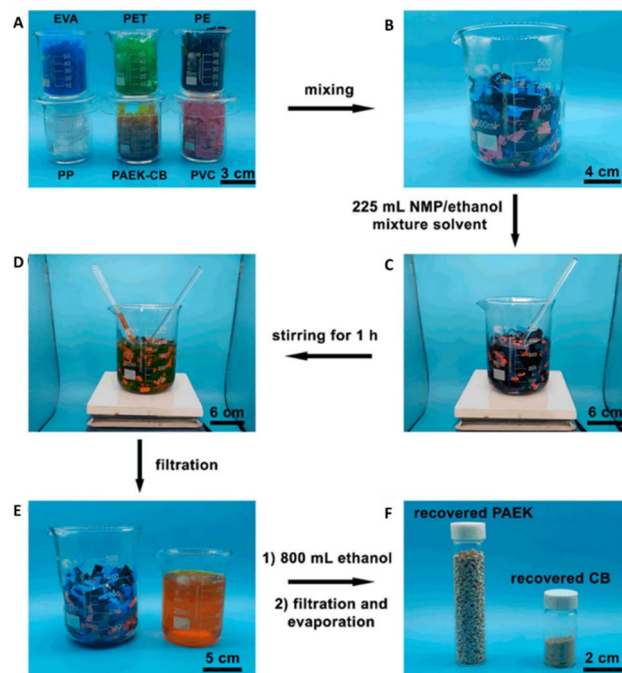 A
EVA PET PE
PP PAEK-CB PVC
3 cm
mixing
B
4 cm
225 mL NMP/ethanol
mixture solvent
D
6 cm
stirring for 1 h
C
6 cm
filtration
E
5 cm
1) 800 mL ethanol
2) filtration and
evaporation
F
recovered PAEK
recovered CB
2 cm